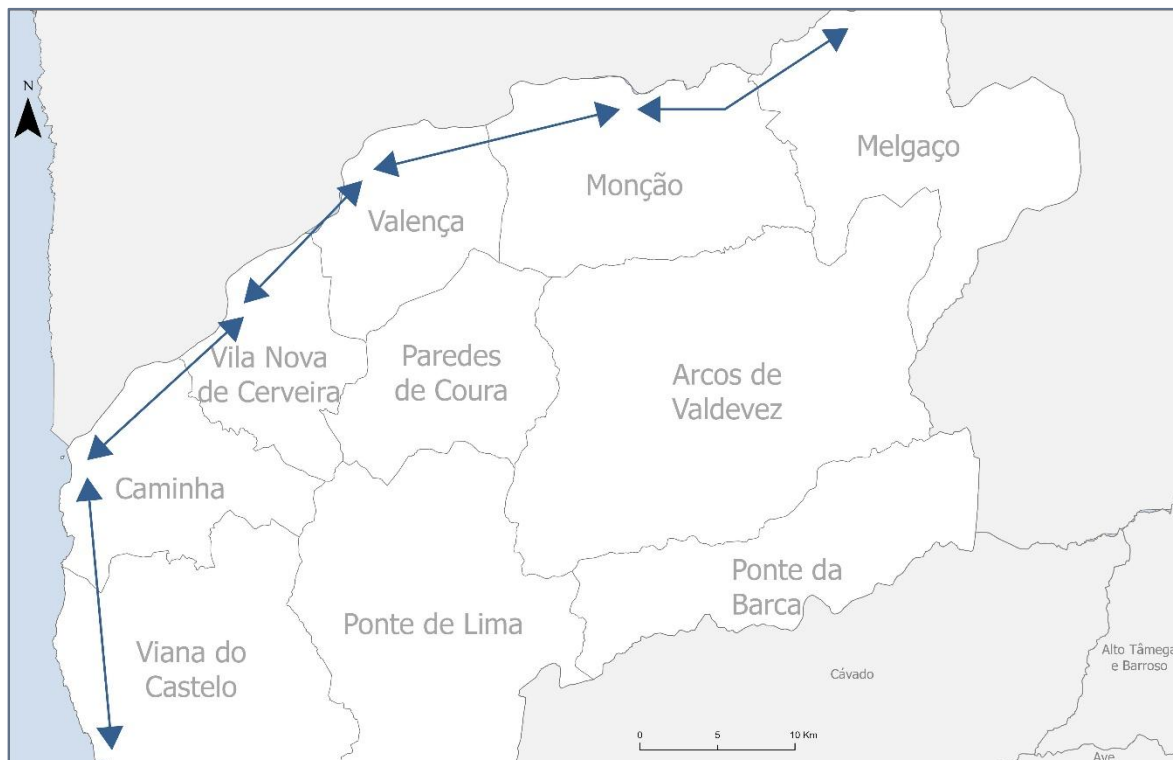 N
Melgaço
Monção
Valença
Vila Nova
de Cerveira
Paredes
de Coura
Arcos de
Valdevez
Caminha
Ponte da
Barca
Ponte de Lima
Viana do
Castelo
Alto Tâmega
e Barroso
Cávado
0 5 10 Km
Ave